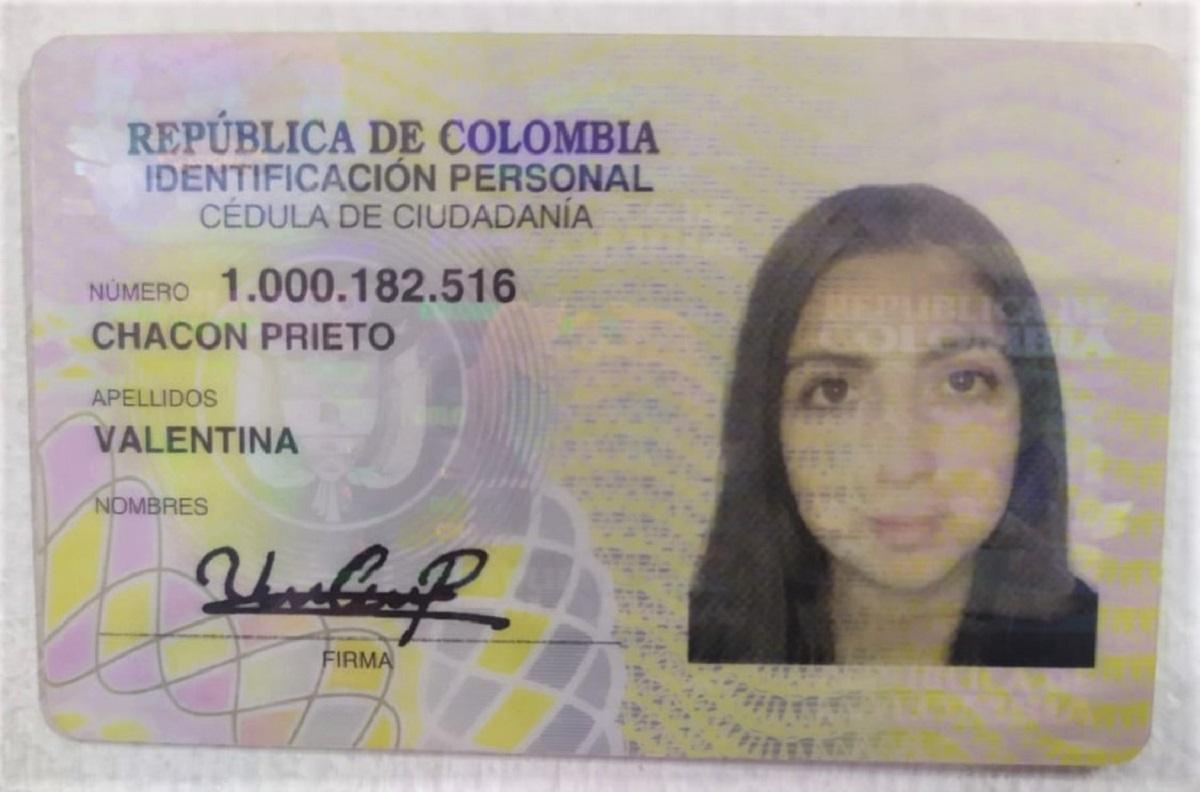 REPÚBLICA DE COLOMBIA
IDENTIFICACIÓN PERSONAL
CÉDULA DE CIUDADANÍA
NÚMERO 1.000.182.516
CHACON PRIETO
APELLIDOS
VALENTINA
NOMBRES
FIRMA
REPUBLICA DE
COLOMBIA